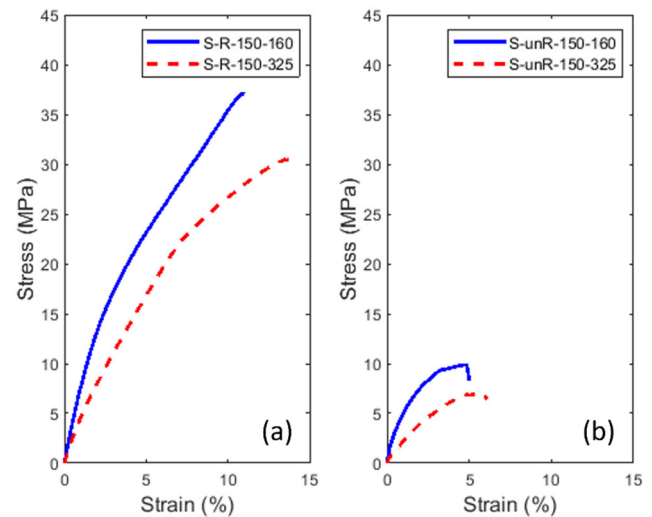 45
40
35
30
25
20
15
10
5
0
Stress (MPa)
S-R-150-160
S-R-150-325
(a)
0 5 10 15
Strain (%)
45
40
35
30
25
20
15
10
5
0
Stress (MPa)
S-unR-150-160
S-unR-150-325
(b)
0 5 10 15
Strain (%)